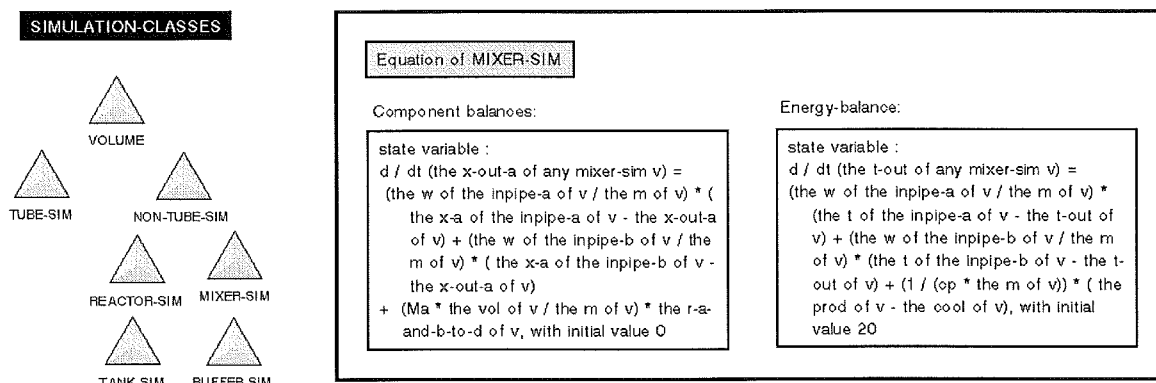 SIMULATION-CLASSES
VOLUME
TUBE-SIM
NON-TUBE-SIM
REACTOR-SIM
MIXER-SIM
TANK-SIM
BUFFER-SIM
Equation of MIXER-SIM
Component balances:
state variable :
d / dt (the x-out-a of any mixer-sim v) =
(the w of the inpipe-a of v / the m of v) * (
the x-a of the inpipe-a of v - the x-out-a
of v) + (the w of the inpipe-b of v / the
m of v) * ( the x-a of the inpipe-b of v -
the x-out-a of v)
+ (Ma * the vol of v / the m of v) * the r-a-
and-b-to-d of v, with initial value 0
Energy-balance:
state variable :
d / dt (the t-out of any mixer-sim v) =
(the w of the inpipe-a of v / the m of v) *
(the t of the inpipe-a of v - the t-out of
v) + (the w of the inpipe-b of v / the m
of v) * (the t of the inpipe-b of v - the t-
out of v) + (1 / (cp * the m of v)) * ( the
prod of v - the cool of v), with initial
value 20